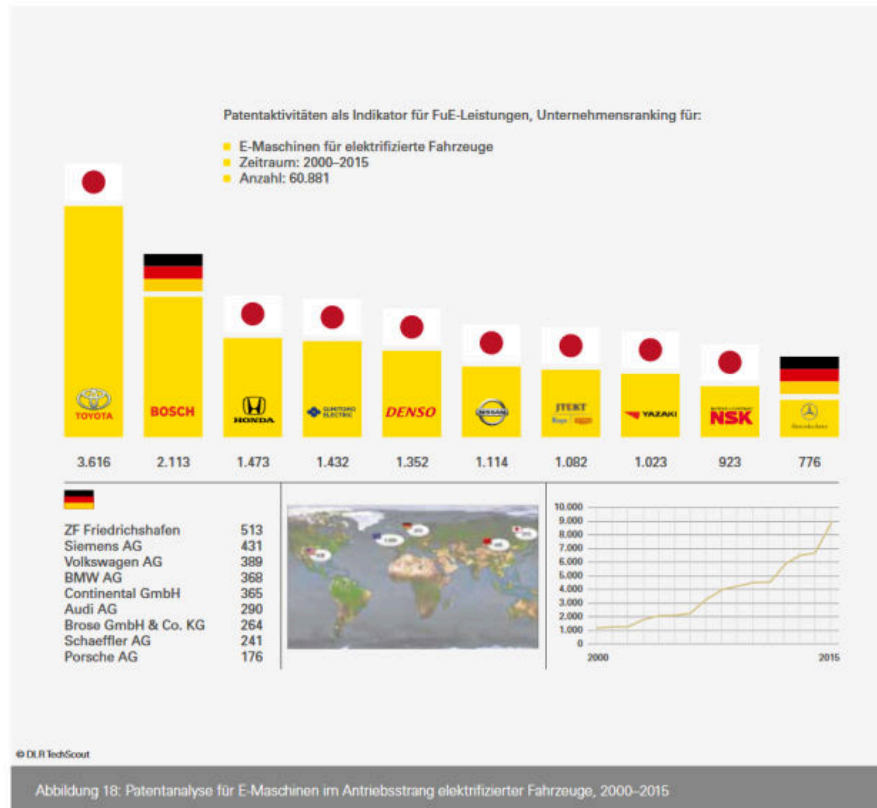 Patentaktivitäten als Indikator für FuE-Leistungen, Unternehmensranking für:
E-Maschinen für elektrifizierte Fahrzeuge
Zeitraum: 2000–2015
Anzahl: 60.881
TOYOTA
BOSCH
HONDA
SUMITOMO
ELECTRIC
DENSO
NISSAN
JTEKT
YAZAKI
NSK
3.616 2.113 1.473 1.432 1.352 1.114 1.082 1.023 923 776
ZF Friedrichshafen 513
Siemens AG 431
Volkswagen AG 389
BMW AG 368
Continental GmbH 365
Audi AG 290
Brose GmbH & Co. KG 264
Schaeffler AG 241
Porsche AG 176
10.000
9.000
8.000
7.000
6.000
5.000
4.000
3.000
2.000
1.000
0
2000 2015
© DLR TechScout
Abbildung 18: Patentanalyse für E-Maschinen im Antriebsstrang elektrifizierter Fahrzeuge, 2000–2015